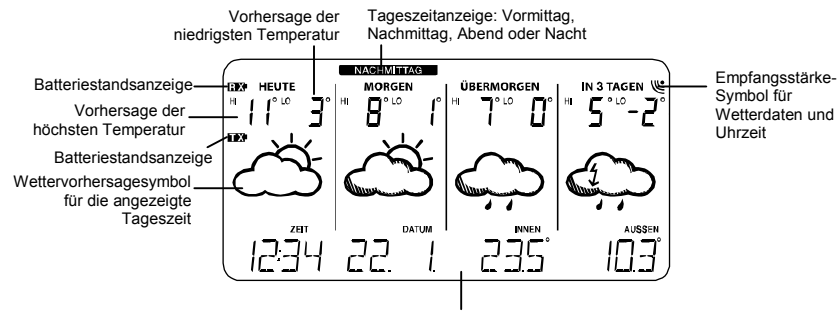 Vorhersage der
niedrigsten Temperatur
Tageszeitanzeige: Vormittag,
Nachmittag, Abend oder Nacht
Batteriestandsanzeige
Vorhersage der
höchsten Temperatur
Batteriestandsanzeige
Wettervorhersagesymbol
für die angezeigte
Tageszeit
Empfangsstärke-
Symbol für
Wetterdaten und
Uhrzeit
NACHMITTAG
RX HEUTE MORGEN ÜBERMORGEN IN 3 TAGEN
HI 11° LO 3° HI 8° LO 1° HI 7° LO 0° HI 5° LO -2°
TX
ZEIT DATUM INNEN AUSSEN
12:34 22. 1. 23.5° 10.3°